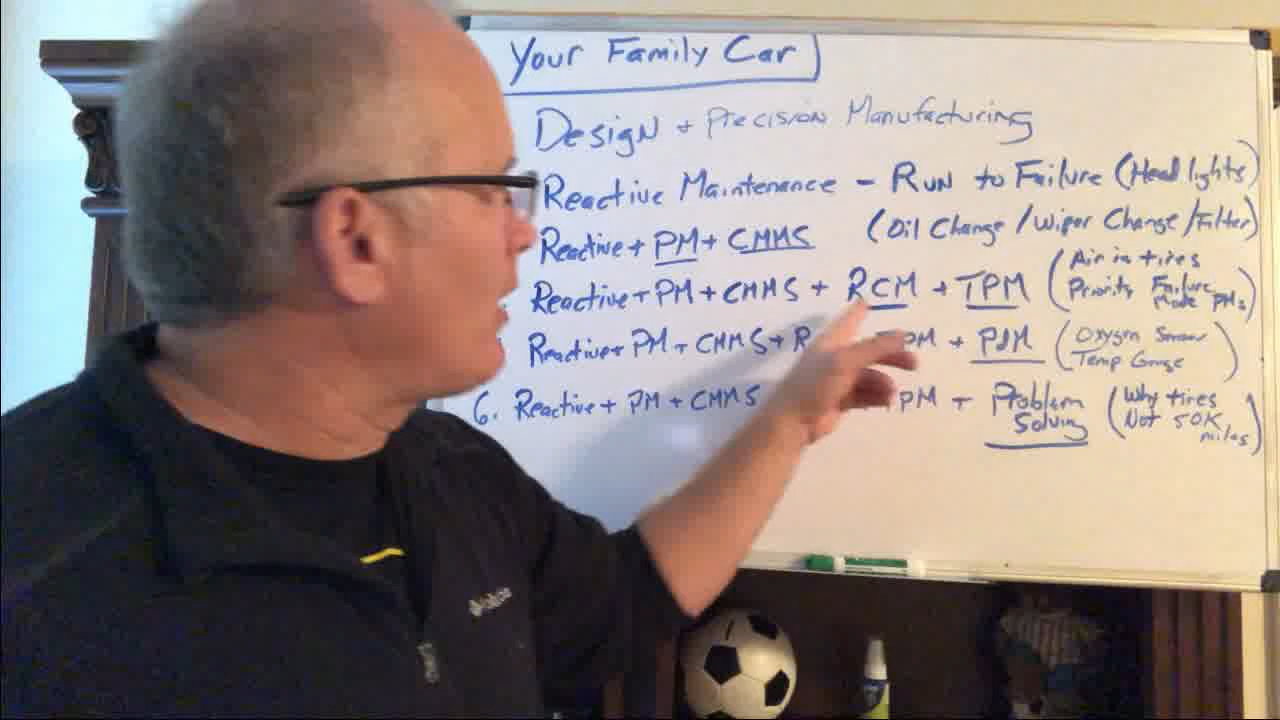 Your Family Car
Design + Precision Manufacturing
Reactive Maintenance - Run to Failure (Head lights)
Reactive + PM + CMMS (Oil Change / Wiper Change / Filter)
Reactive + PM + CMMS + RCM + TPM (Air in tires
Priority Failure
Mode PMs)
Reactive + PM + CMMS + R PM + PdM (Oxygen Sensor
Temp Gauge)
6. Reactive + PM + CMMS TPM + Problem Solving (Why tires
Not 50K
miles)